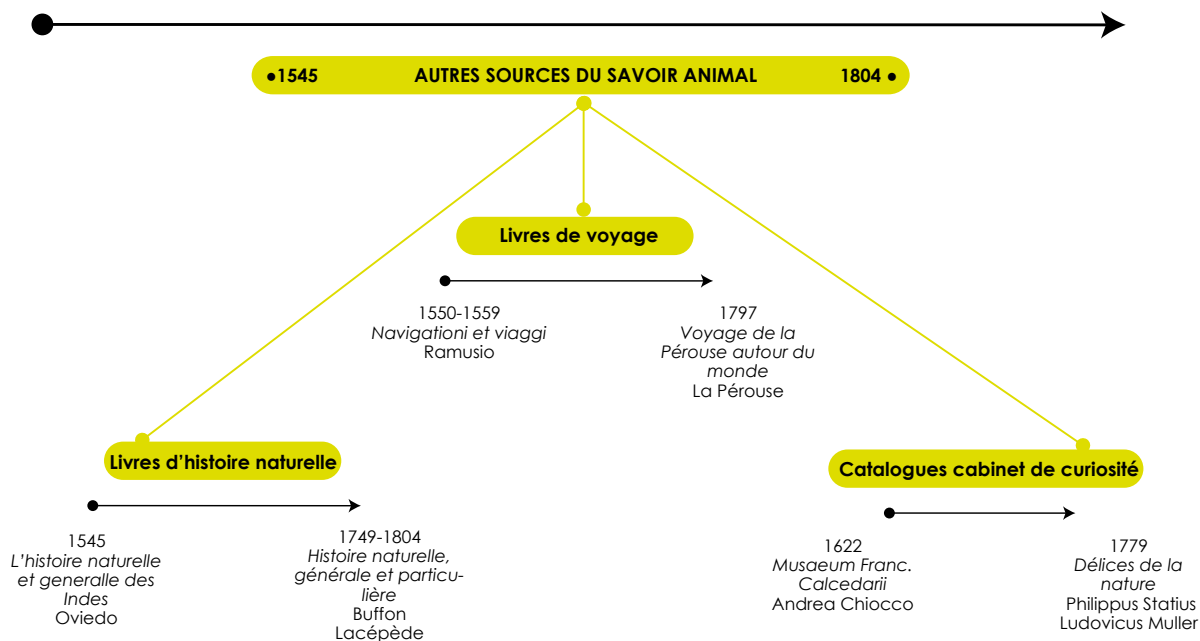 ●1545 AUTRES SOURCES DU SAVOIR ANIMAL 1804 ●
Livres de voyage
1550-1559
Navigationi et viaggi
Ramusio
1797
Voyage de la
Pérouse autour du
monde
La Pérouse
Livres d'histoire naturelle
1545
L'histoire naturelle
et generalle des
Indes
Oviedo
1749-1804
Histoire naturelle,
générale et particu-
lière
Buffon
Lacépède
Catalogues cabinet de curiosité
1622
Musaeum Franc.
Calcedarii
Andrea Chiocco
1779
Délices de la
nature
Philippus Statius
Ludovicus Muller